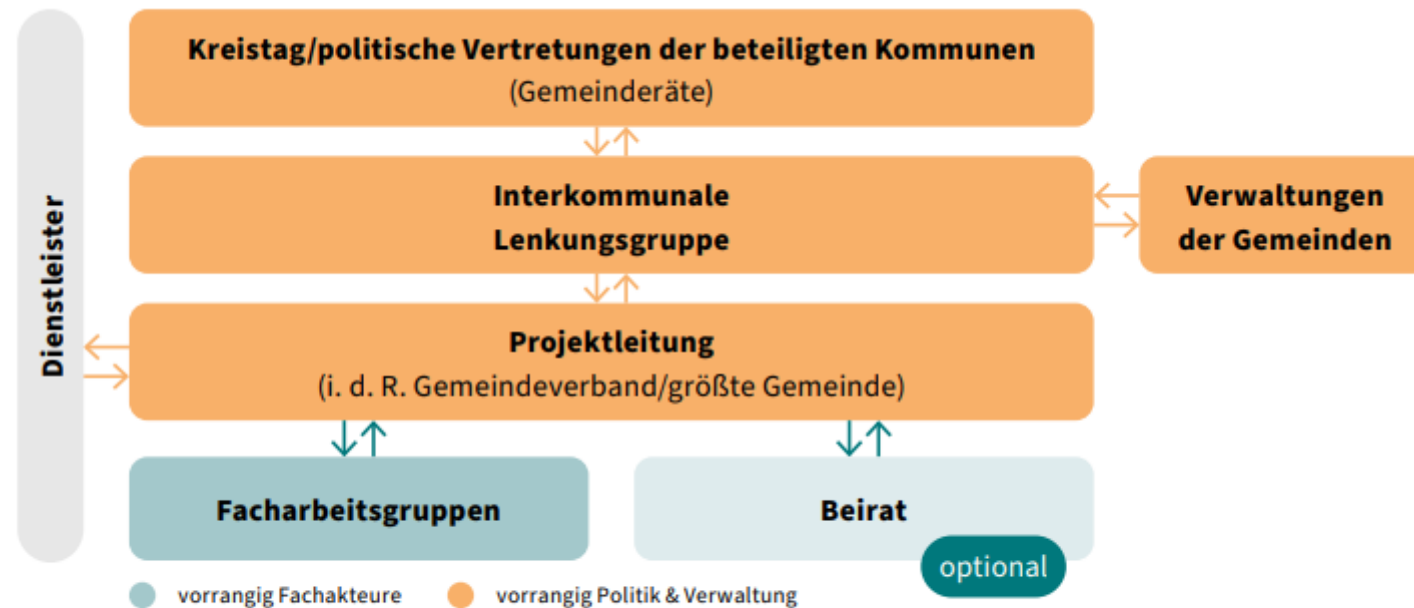 Dienstleister
Kreistag/politische Vertretungen der beteiligten Kommunen
(Gemeinderäte)
Interkommunale
Lenkungsgruppe
Verwaltungen
der Gemeinden
Projektleitung
(i. d. R. Gemeindeverband/größte Gemeinde)
Facharbeitsgruppen
Beirat
optional
vorrangig Fachakteure
vorrangig Politik & Verwaltung